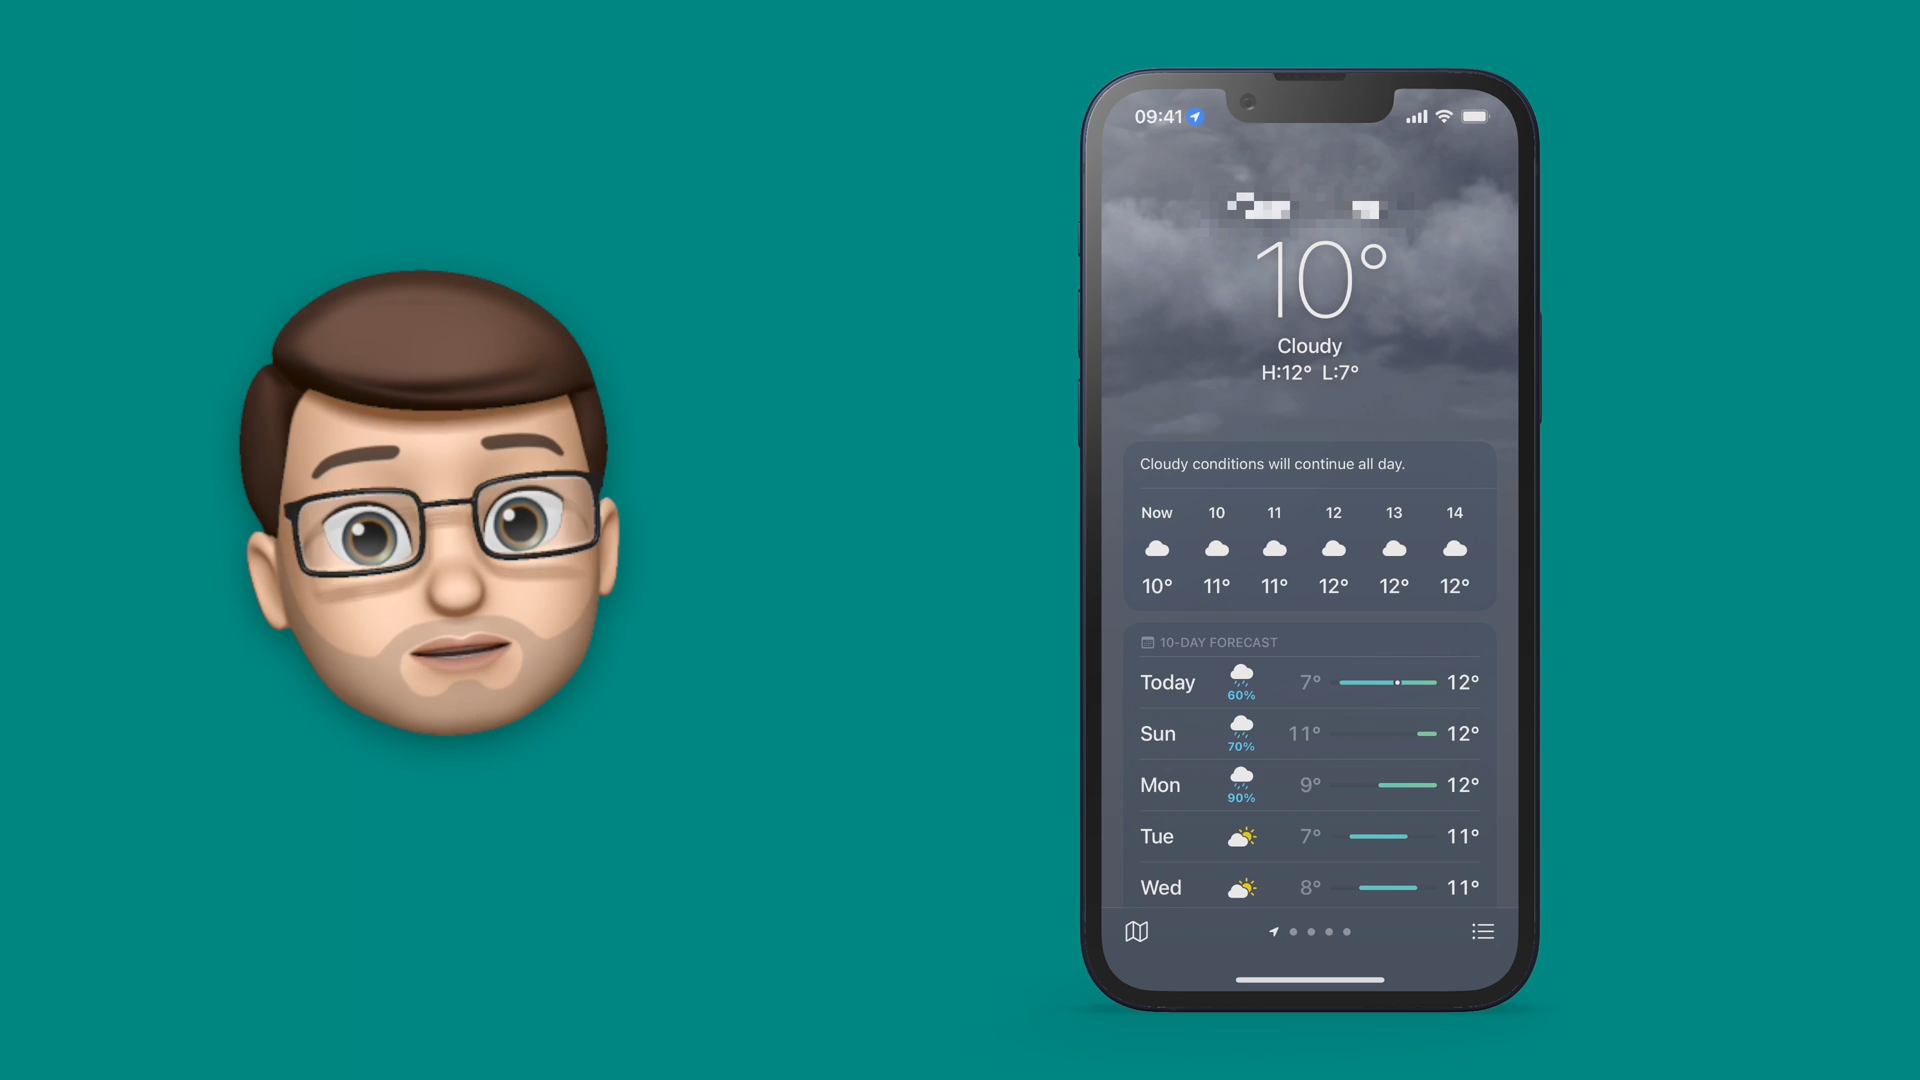 09:41
10°
Cloudy
H:12° L:7°
Cloudy conditions will continue all day.
Now 10 11 12 13 14
10° 11° 11° 12° 12° 12°
10-DAY FORECAST
Today 60% 7° 12°
Sun 70% 11° 12°
Mon 90% 9° 12°
Tue 7° 11°
Wed 8° 11°